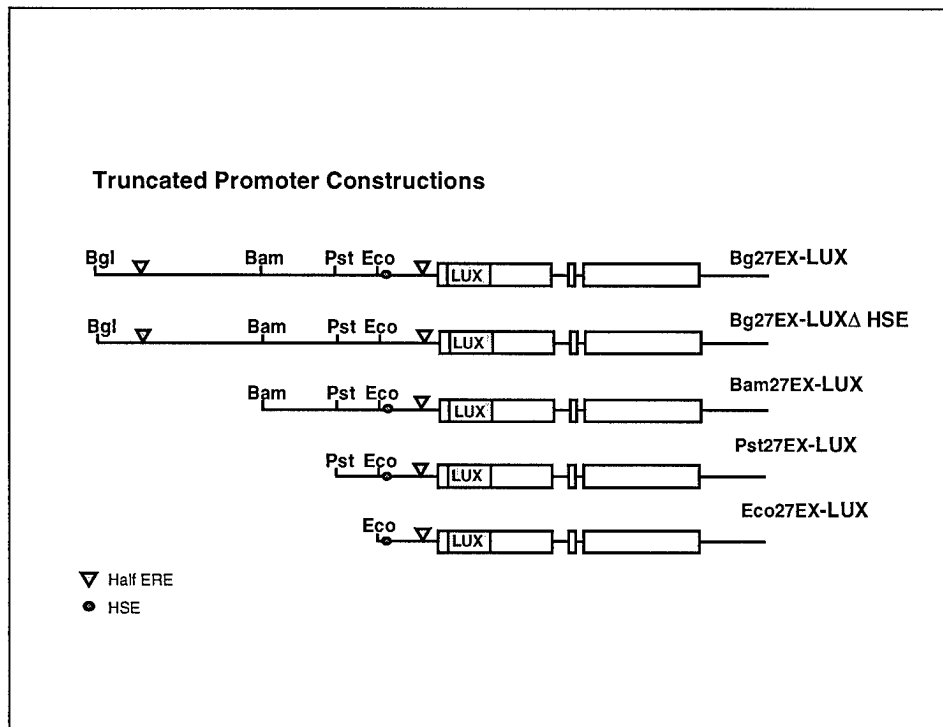 Truncated Promoter Constructions
Bgl Bam Pst Eco LUX Bg27EX-LUX
Bgl Bam Pst Eco LUX Bg27EX-LUXΔ HSE
Bam Pst Eco LUX Bam27EX-LUX
Pst Eco LUX Pst27EX-LUX
Eco LUX Eco27EX-LUX
Half ERE
HSE